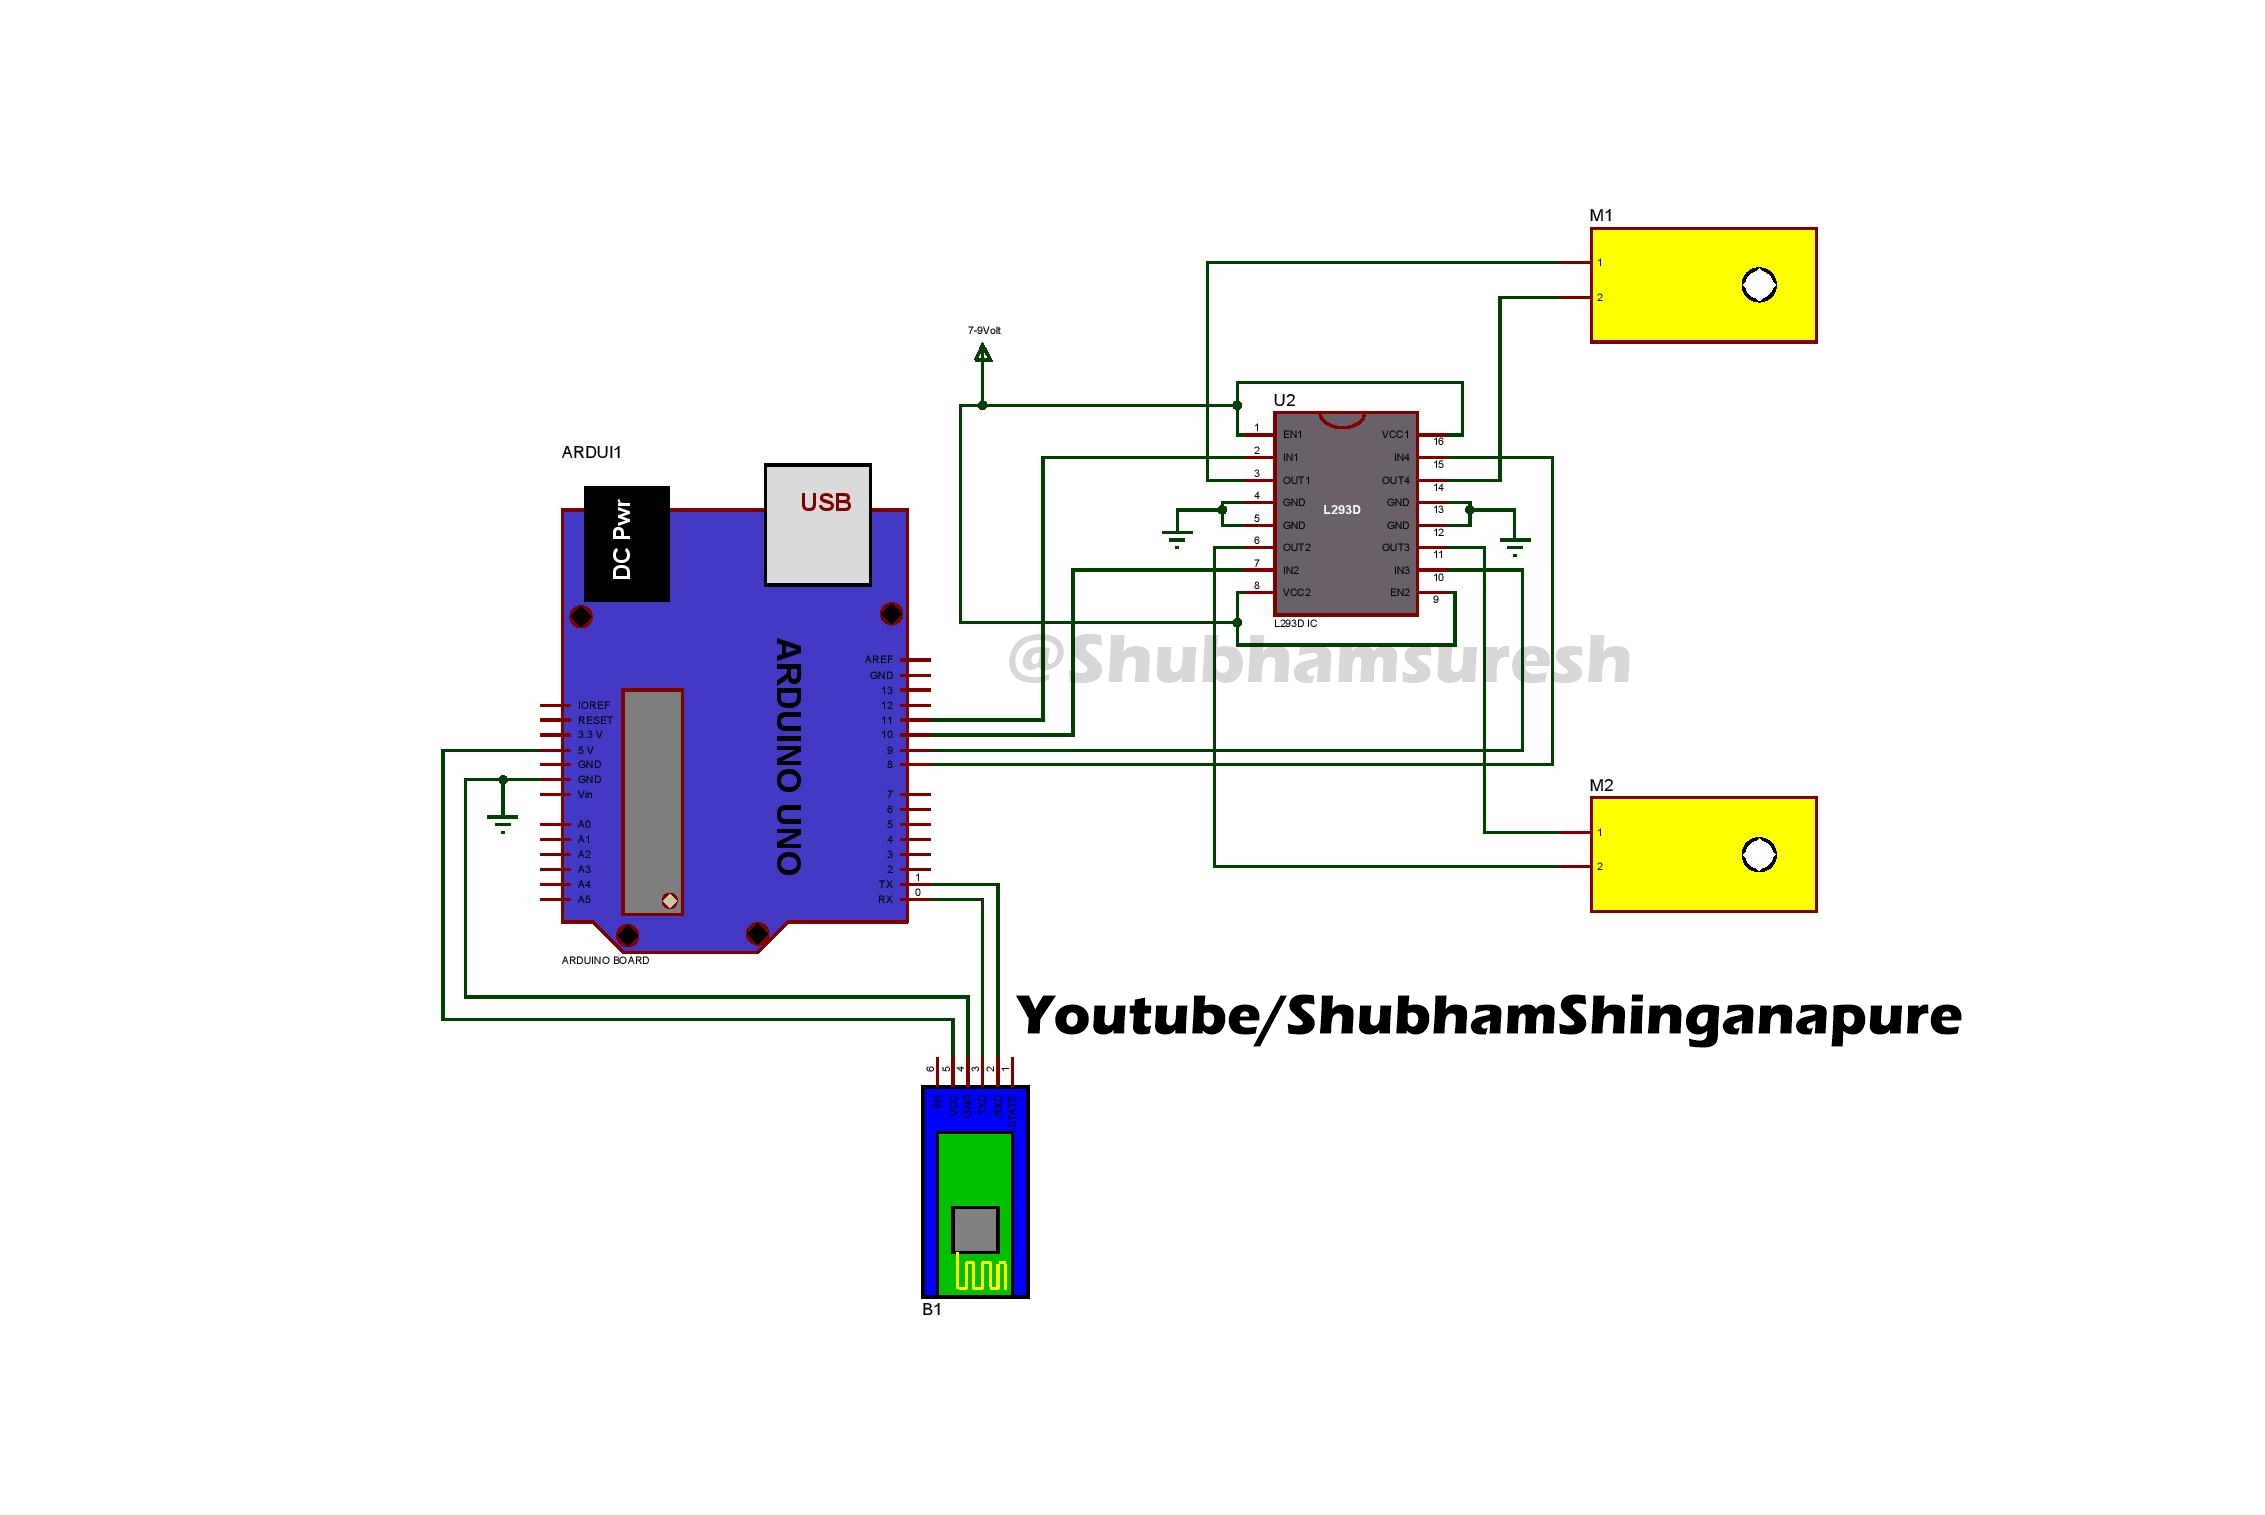 M1
1
2
7-9Volt
U2
1 EN1 VCC1 16
2 IN1 IN4 15
3 OUT1 OUT4 14
4 GND GND 13
L293D
5 GND GND 12
6 OUT2 OUT3 11
7 IN2 IN3 10
8 VCC2 EN2 9
L293D IC
ARDUI1
DC Pwr
USB
ARDUINO UNO
AREF
GND
13
12
11
10
9
8
7
6
5
4
3
2
TX 1
RX 0
IOREF
RESET
3.3 V
5 V
GND
GND
Vin
A0
A1
A2
A3
A4
A5
ARDUINO BOARD
@Shubhamsuresh
M2
1
2
Youtube/ShubhamShinganapure
6 5 4 3 2 1
EN VCC GND TXD RXD STATE
B1